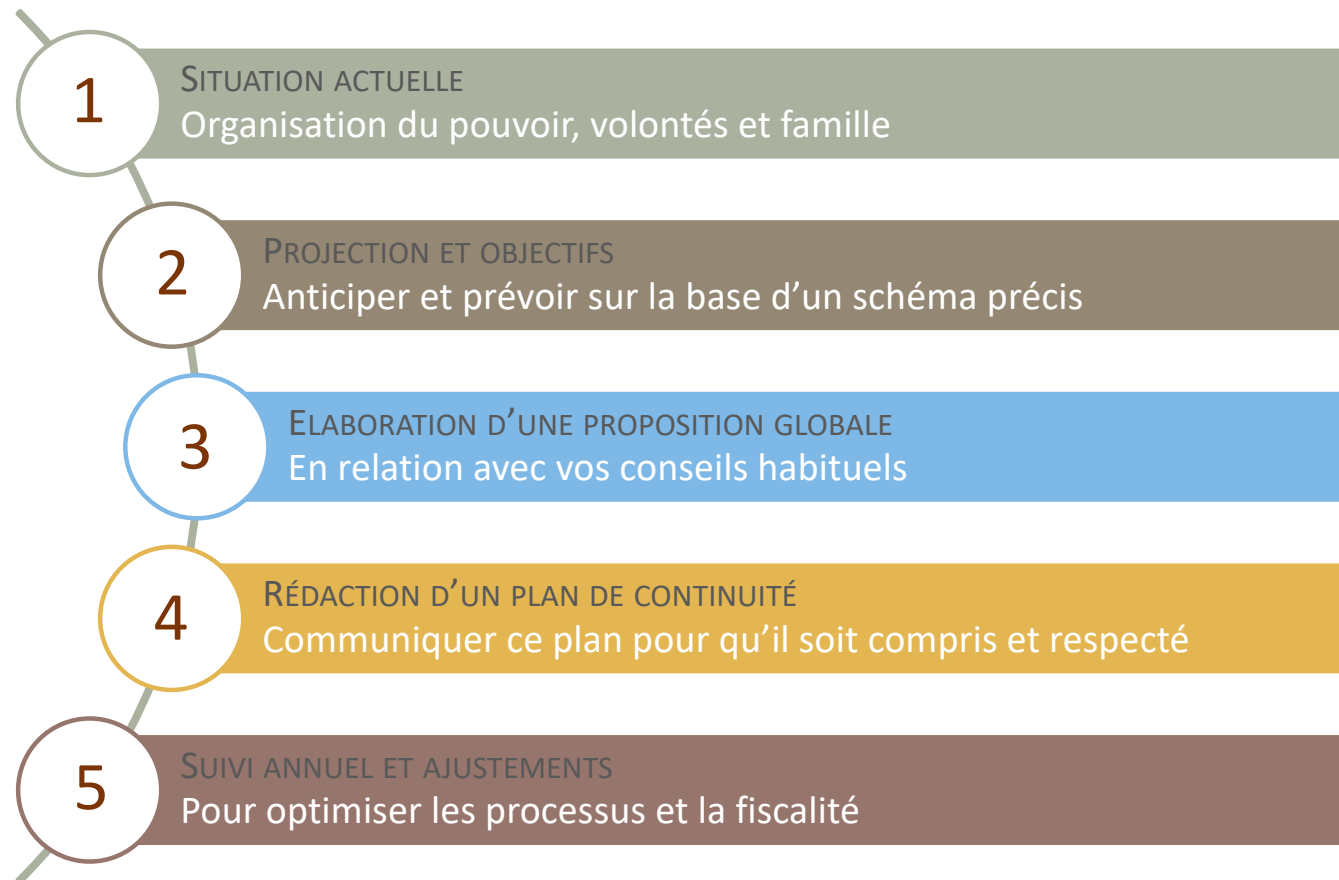 1
SITUATION ACTUELLE
Organisation du pouvoir, volontés et famille
2
PROJECTION ET OBJECTIFS
Anticiper et prévoir sur la base d’un schéma précis
3
ELABORATION D’UNE PROPOSITION GLOBALE
En relation avec vos conseils habituels
4
RÉDACTION D’UN PLAN DE CONTINUITÉ
Communiquer ce plan pour qu’il soit compris et respecté
5
SUIVI ANNUEL ET AJUSTEMENTS
Pour optimiser les processus et la fiscalité